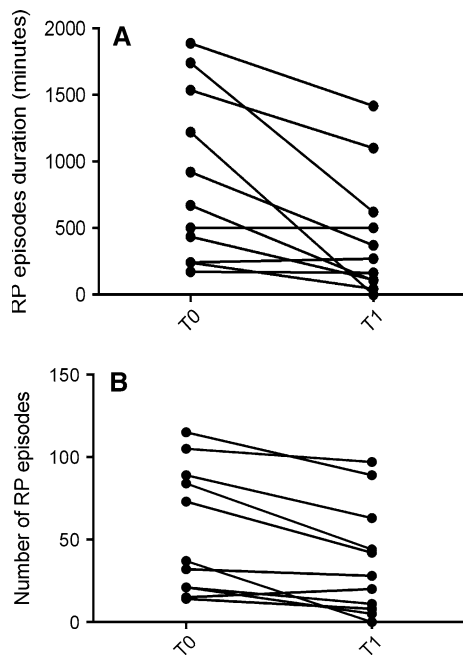 A
RP episodes duration (minutes)
2000
1500
1000
500
0
T0
T1
B
Number of RP episodes
150
100
50
0
T0
T1